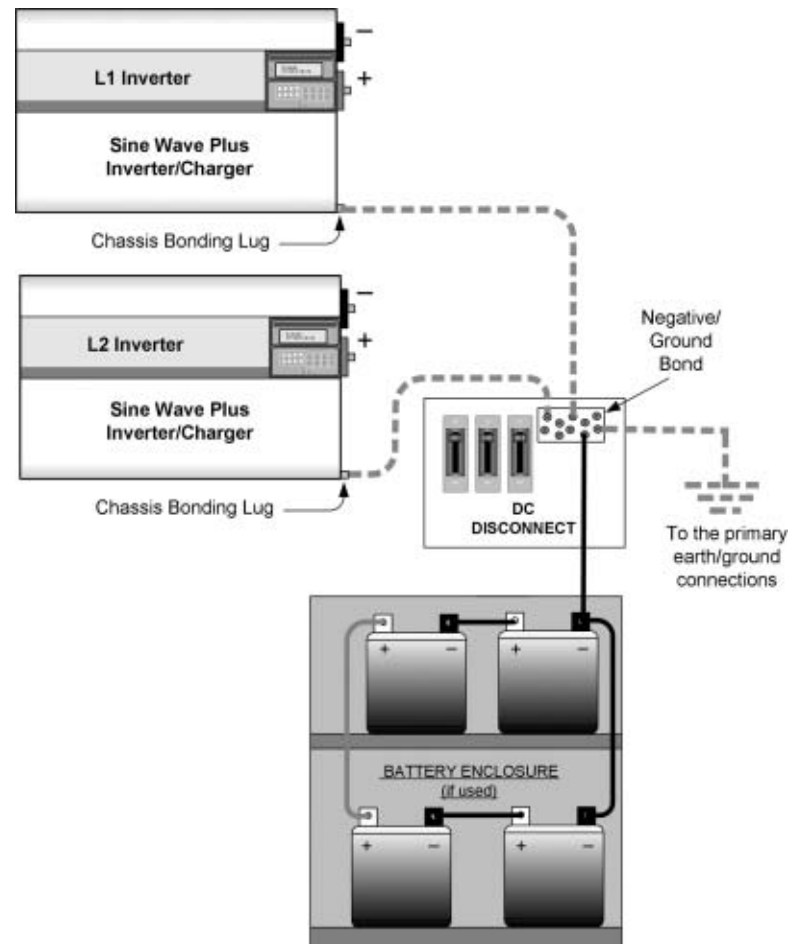 L1 Inverter
−
+
Sine Wave Plus
Inverter/Charger
Chassis Bonding Lug
L2 Inverter
−
+
Sine Wave Plus
Inverter/Charger
Chassis Bonding Lug
Negative/
Ground
Bond
DC
DISCONNECT
To the primary
earth/ground
connections
+ − + −
BATTERY ENCLOSURE
(if used)
+ − + −